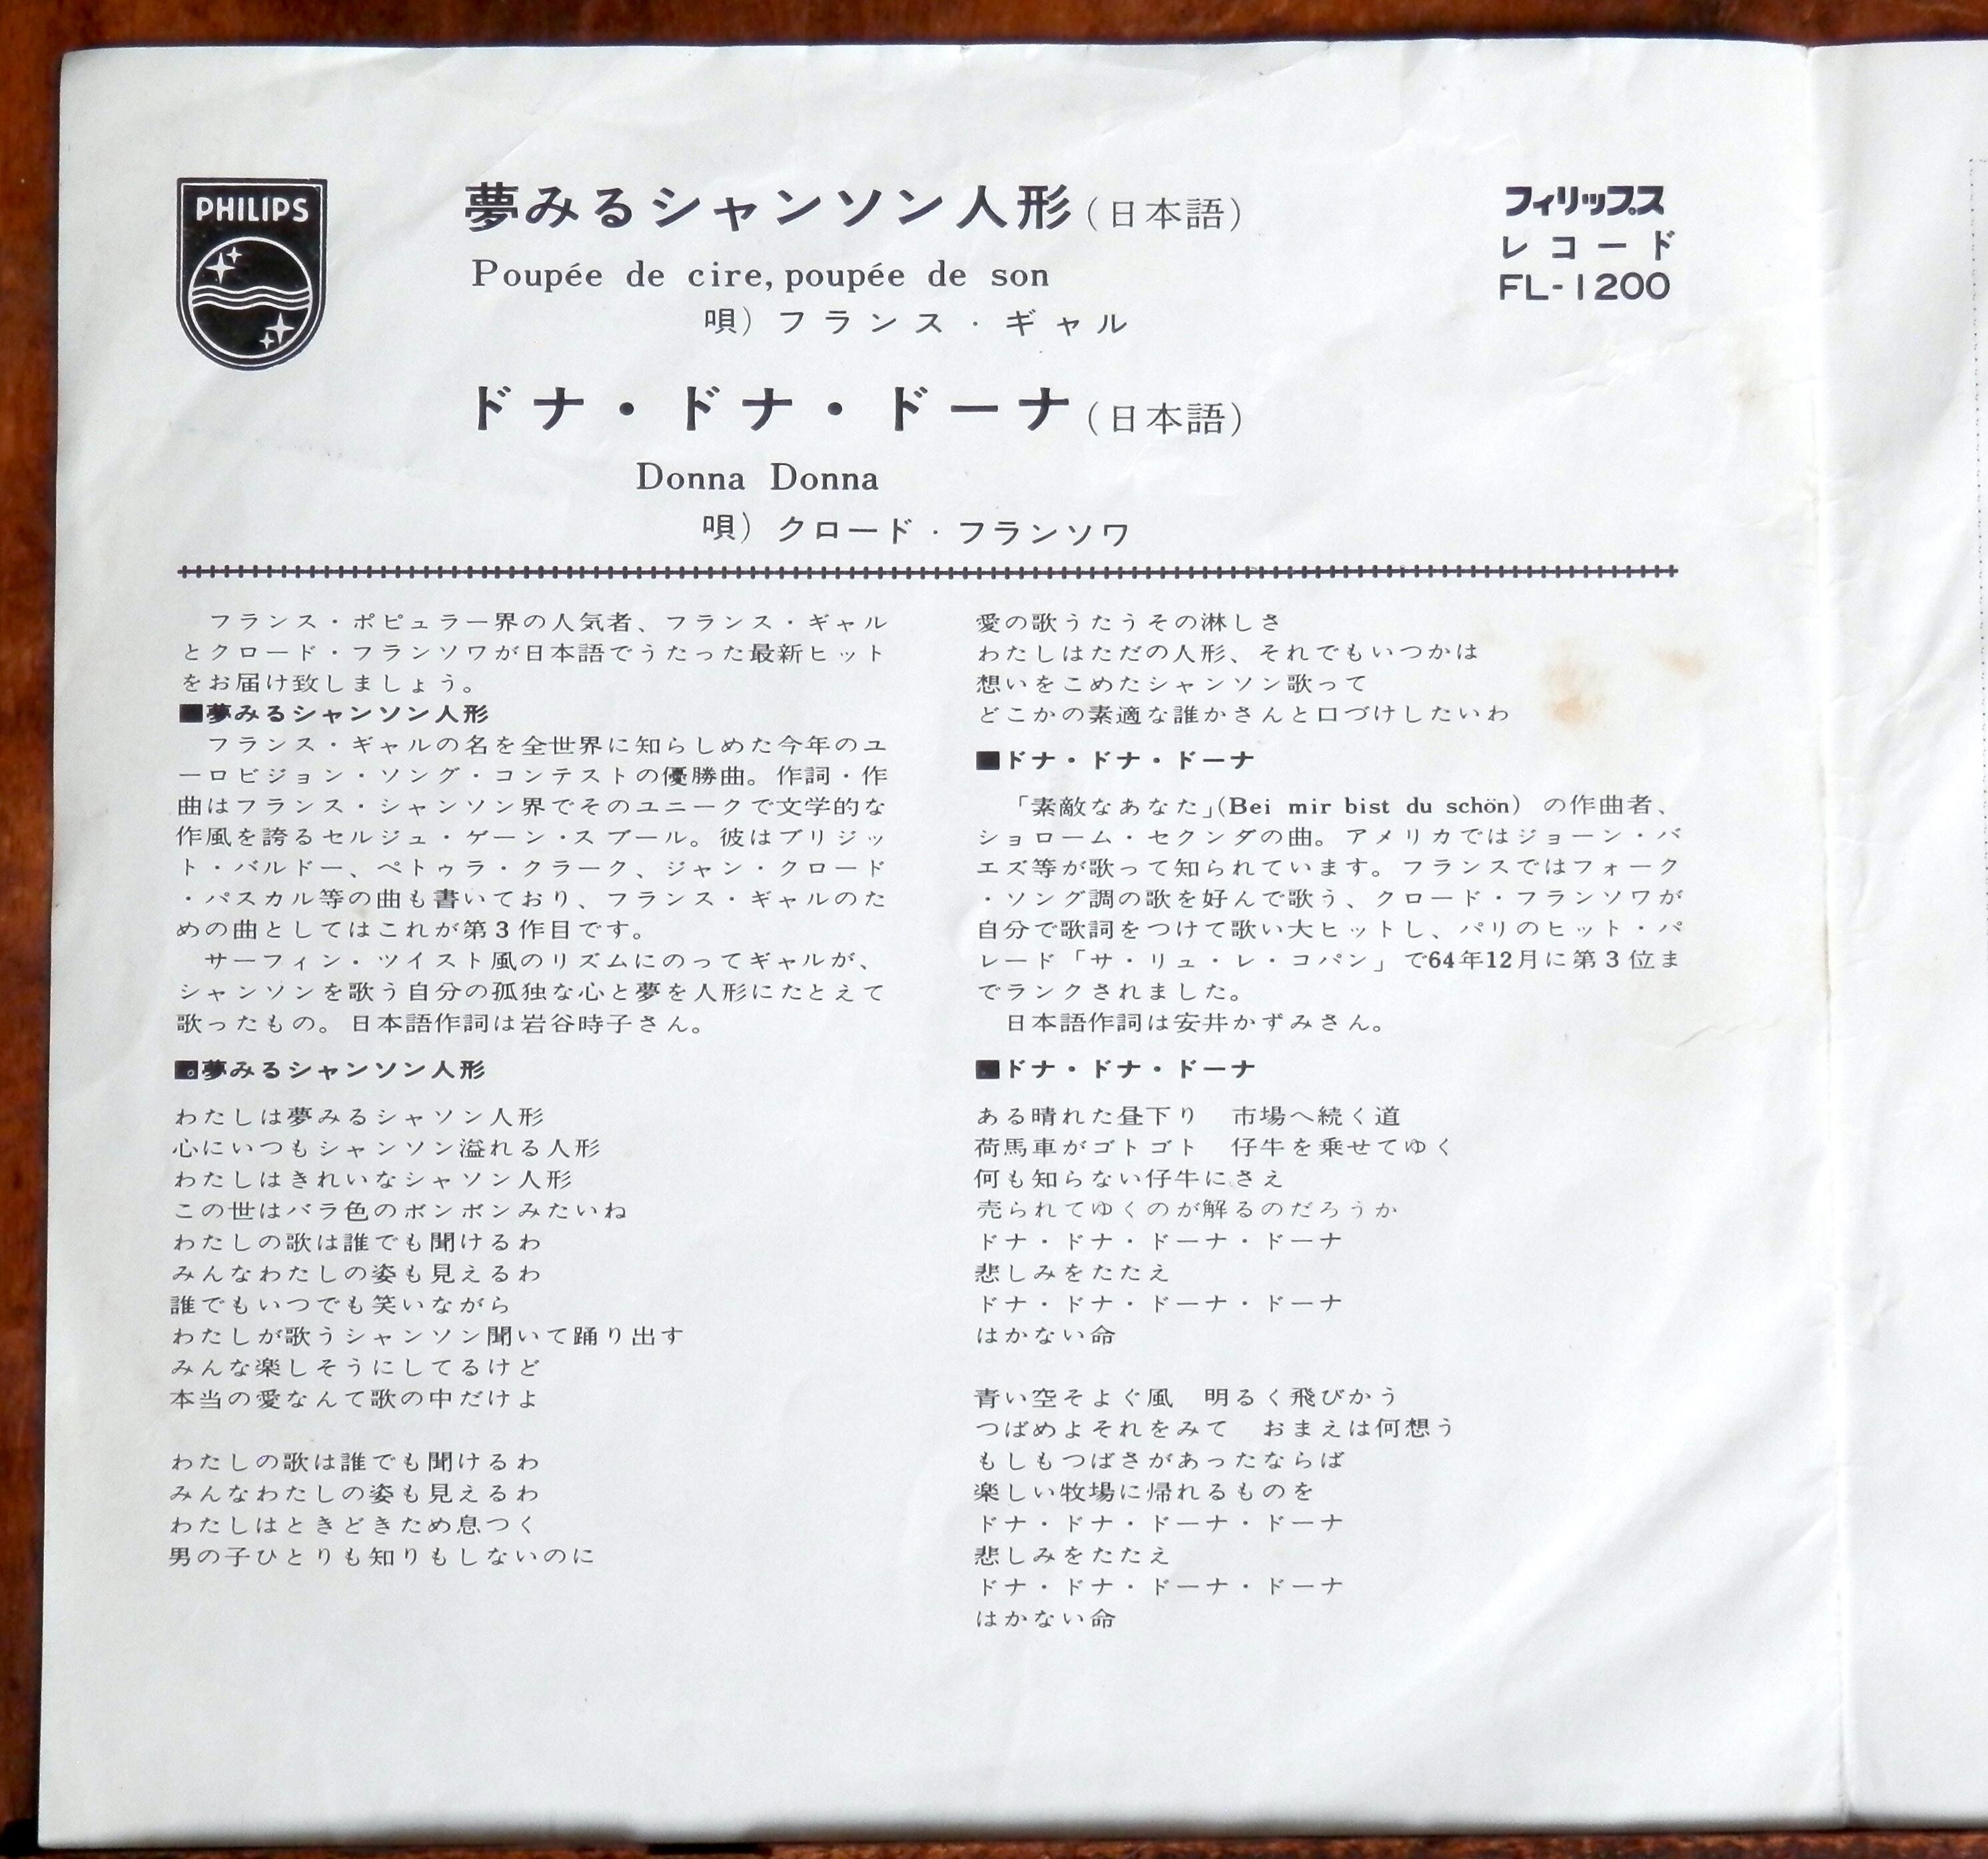 PHILIPS
夢みるシャンソン人形(日本語)
Poupée de cire, poupée de son
唄) フランス・ギャル
ドナ・ドナ・ドーナ(日本語)
Donna Donna
唄) クロード・フランソワ
フィリップス
レコード
FL-1200
フランス・ポピュラー界の人気者、フランス・ギャル
とクロード・フランソワが日本語でうたった最新ヒット
をお届け致しましょう。
■夢みるシャンソン人形
フランス・ギャルの名を全世界に知らしめた今年のユ
ーロビジョン・ソング・コンテストの優勝曲。作詞・作
曲はフランス・シャンソン界でそのユニークで文学的な
作風を誇るセルジュ・ゲーン・スブール。彼はブリジッ
ト・バルドー、ペトゥラ・クラーク、ジャン・クロード
・パスカル等の曲も書いており、フランス・ギャルのた
めの曲としてはこれが第3作目です。
サーフィン・ツイスト風のリズムにのってギャルが、
シャンソンを歌う自分の孤独な心と夢を人形にたとえて
歌ったもの。日本語作詞は岩谷時子さん。
■夢みるシャンソン人形
わたしは夢みるシャソン人形
心にいつもシャンソン溢れる人形
わたしはきれいなシャソン人形
この世はバラ色のボンボンみたいね
わたしの歌は誰でも聞けるわ
みんなわたしの姿も見えるわ
誰でもいつでも笑いながら
わたしが歌うシャンソン聞いて踊り出す
みんな楽しそうにしてるけど
本当の愛なんて歌の中だけよ
わたしの歌は誰でも聞けるわ
みんなわたしの姿も見えるわ
わたしはときどきため息つく
男の子ひとりも知りもしないのに
愛の歌うたうその淋しさ
わたしはただの人形、それでもいつかは
想いをこめたシャンソン歌って
どこかの素適な誰かさんと口づけしたいわ
■ドナ・ドナ・ドーナ
「素敵なあなた」(Bei mir bist du schön) の作曲者、
ショローム・セクンダの曲。アメリカではジョーン・バ
エズ等が歌って知られています。フランスではフォーク
・ソング調の歌を好んで歌う、クロード・フランソワが
自分で歌詞をつけて歌い大ヒットし、パリのヒット・パ
レード「サ・リュ・レ・コパン」で64年12月に第3位ま
でランクされました。
日本語作詞は安井かずみさん。
■ドナ・ドナ・ドーナ
ある晴れた昼下り　市場へ続く道
荷馬車がゴトゴト　仔牛を乗せてゆく
何も知らない仔牛にさえ
売られてゆくのが解るのだろうか
ドナ・ドナ・ドーナ・ドーナ
悲しみをたたえ
ドナ・ドナ・ドーナ・ドーナ
はかない命
青い空そよぐ風　明るく飛びかう
つばめよそれをみて　おまえは何想う
もしもつばさがあったならば
楽しい牧場に帰れるものを
ドナ・ドナ・ドーナ・ドーナ
悲しみをたたえ
ドナ・ドナ・ドーナ・ドーナ
はかない命